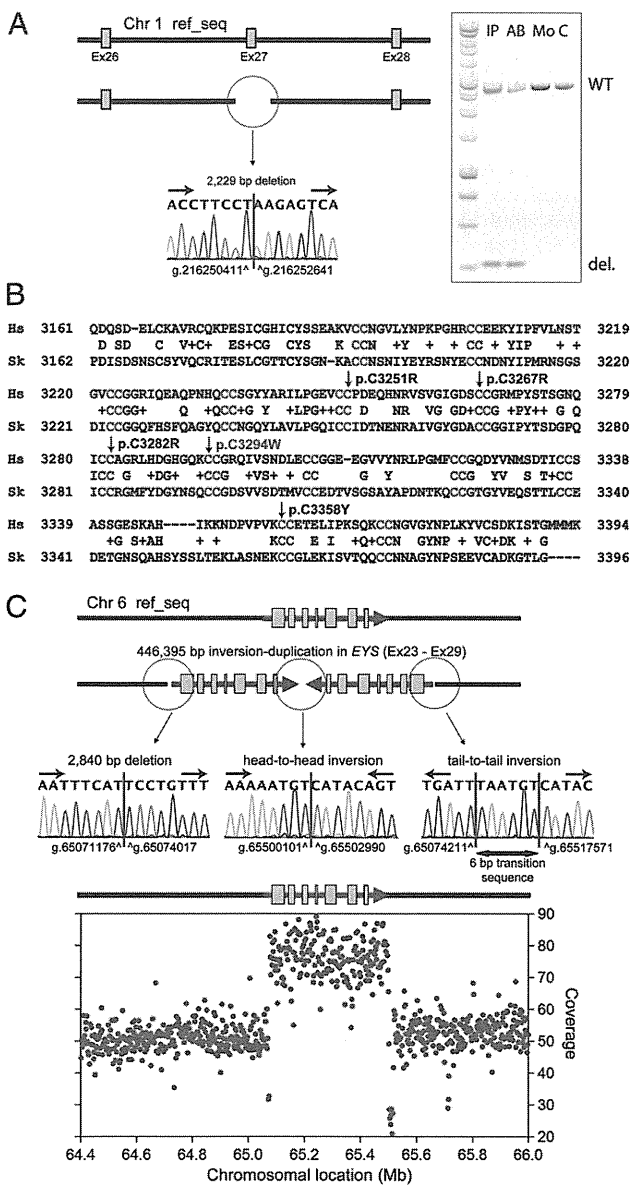 A
Chr 1 ref_seq
Ex26 Ex27 Ex28
2,229 bp deletion
ACCTTCCTAAGAGTCA
g.216250411^ ^g.216252641
IP AB Mo C
WT
del.
B
Hs 3161 QDQSD-ELCKAVRCQKPESICGHICYSSEAKVCCNGVLYNPKPGHRCCEEKYIPFVLNST 3219
D SD C V+C+ ES+CG CYS K CCN +Y + + CC+ YIP ++
Sk 3162 PDISDSNSCSYVQCRITESLCGTTCYSGN-KACCNSNIYEYRSNYECCNDNYIPMRNSGS 3220
p.C3251R p.C3267R
Hs 3220 GVCCGGRIQEAQPNHQCCSGYYARILPGEVCCPDEQHNRVSVGIGDSCCGRMPYSTSGNQ 3279
+CCGG+ Q +QCC+G Y +LPG+ICC D NR VG GD+CCG +PY++ G Q
Sk 3221 DICCGGQFHSFQAGYQCCNGQYLAVLPGQICCIDTNENRAIVGYGDACCGGIPYTSDPGQ 3280
p.C3282R p.C3294W
Hs 3280 ICCAGRLHDGHGQKCCGRQIVSNDLECCGGE-EGVVYNRLPGMFCCGQDYVNMSDTICCS 3338
ICC G +DG+ +CCG +VS+ + CC G Y CCG YV S T+CC
Sk 3281 ICCRGMFYDGYNSQCCGDSVVSDTMVCCEDTVSGSAYAPDNTKQCCGTGYVEQSTTLCCE 3340
p.C3358Y
Hs 3339 ASSGESKAH----IKKNDPVPVKCCETELIPKSQKCCNGVGYNPLKYVCSDKISTGMMMK 3394
+G S+AH + + KCC E I +Q+CCN GYNP + VC+DK + G
Sk 3341 DETGNSQAHSYSSLTEKLASNEKCCGLEKISVTQQCCNNAGYNPSEEVCADKGTLG---- 3396
C
Chr 6 ref_seq
446,395 bp inversion-duplication in EYS (Ex23 - Ex29)
2,840 bp deletion head-to-head inversion tail-to-tail inversion
AATTTCATTCCTGTTT AAAAATGTCATACAGT TGATTTAATGTCATAC
g.65071176^ ^g.65074017 g.65500101^ ^g.65502990 g.65074211^ ^g.65517571
6 bp transition
sequence
90
80
70
60
50
40
30
20
Coverage
64.4 64.6 64.8 65.0 65.2 65.4 65.6 65.8 66.0
Chromosomal location (Mb)